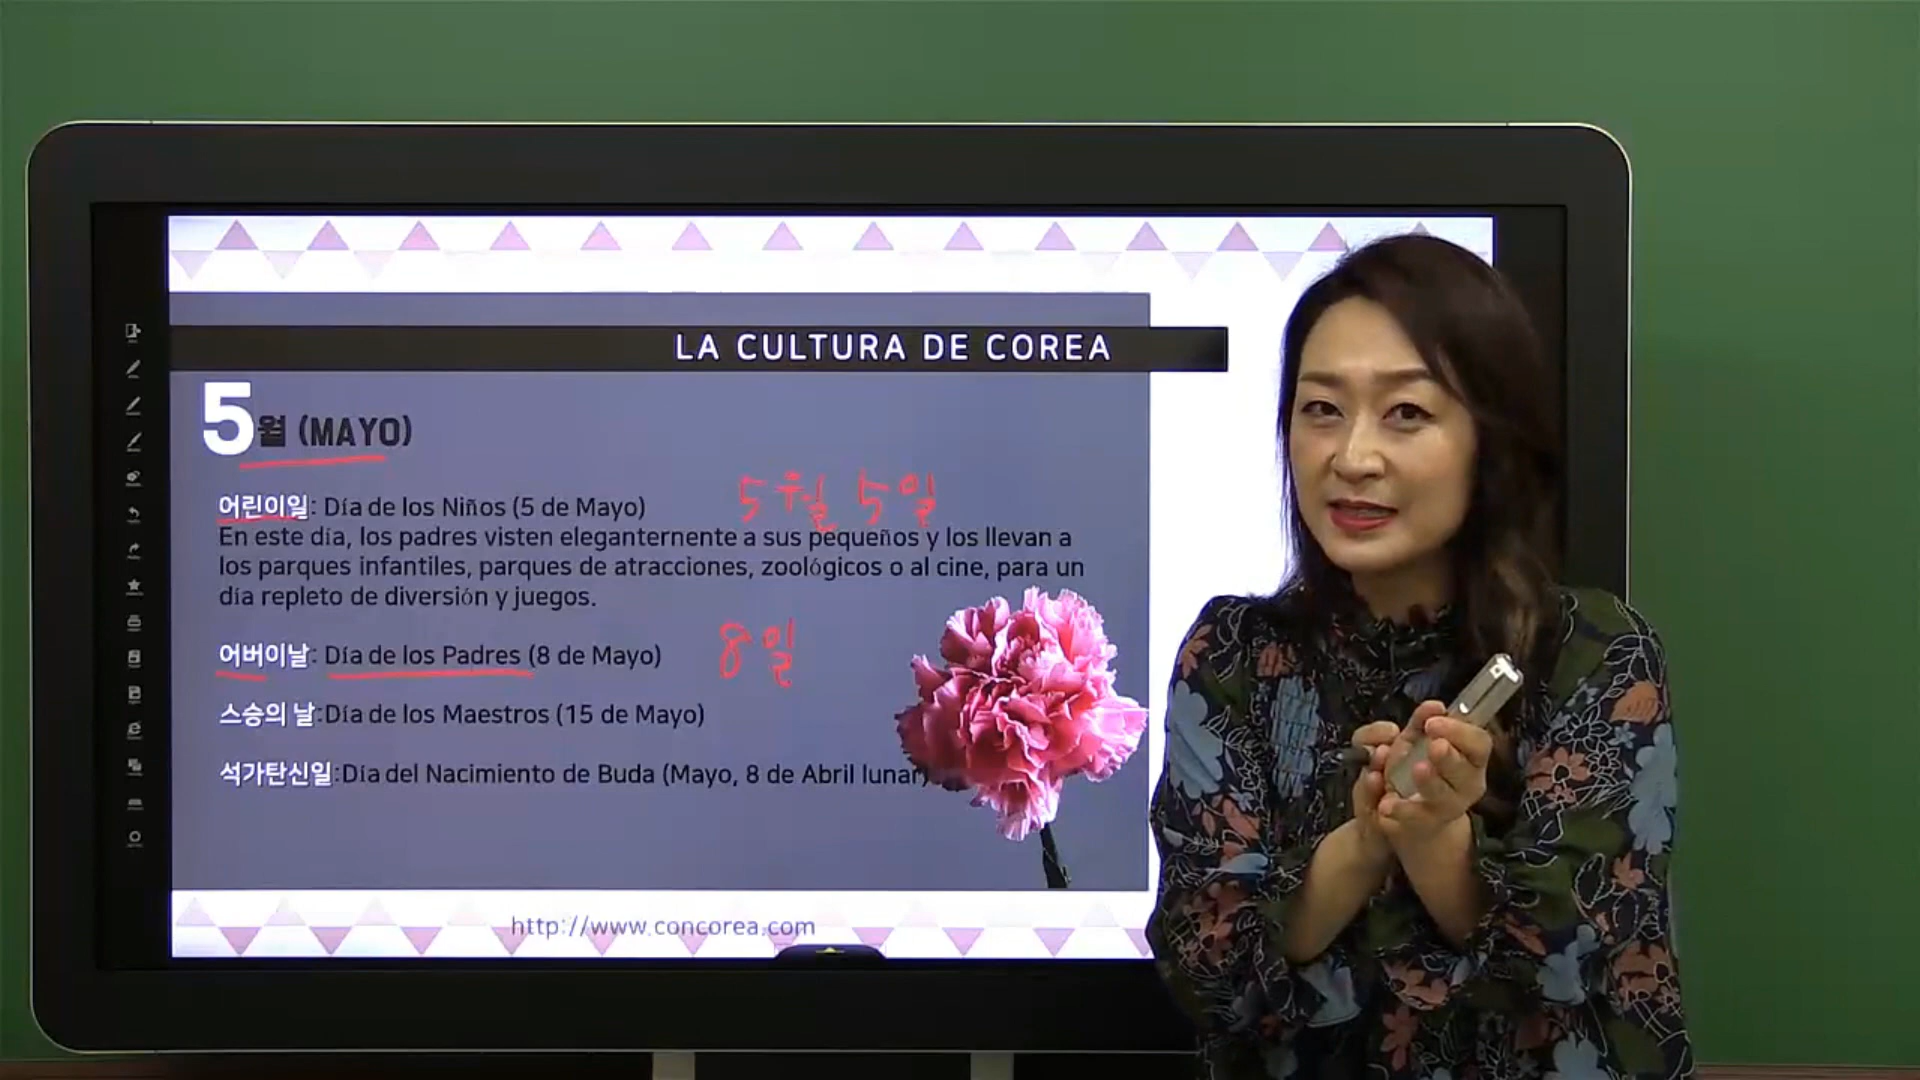 LA CULTURA DE COREA
5월 (MAYO)
5월 5일
어린이일: Día de los Niños (5 de Mayo)
En este día, los padres visten eleganternente a sus pequeños y los llevan a
los parques infantiles, parques de atracciones, zoológicos o al cine, para un
día repleto de diversión y juegos.
어버이날: Día de los Padres (8 de Mayo)
8일
스승의 날:Día de los Maestros (15 de Mayo)
석가탄신일:Día del Nacimiento de Buda (Mayo, 8 de Abril lunar)
http://www.concorea.com